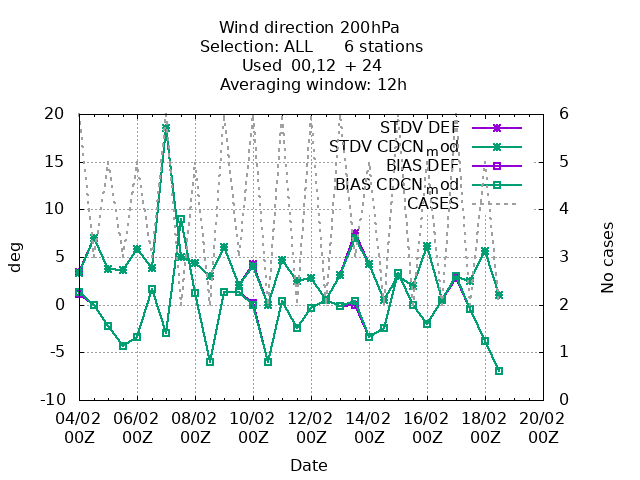 Wind direction 200hPa
Selection: ALL 6 stations
Used 00,12 + 24
Averaging window: 12h
20 6
STDV DEF
STDV CDCN_mod
15 BIAS DEF 5
BIAS CDCN_mod
CASES
10 4
5 3
0 2
-5 1
-10 0
deg
No cases
04/02 06/02 08/02 10/02 12/02 14/02 16/02 18/02 20/02
00Z 00Z 00Z 00Z 00Z 00Z 00Z 00Z 00Z
Date